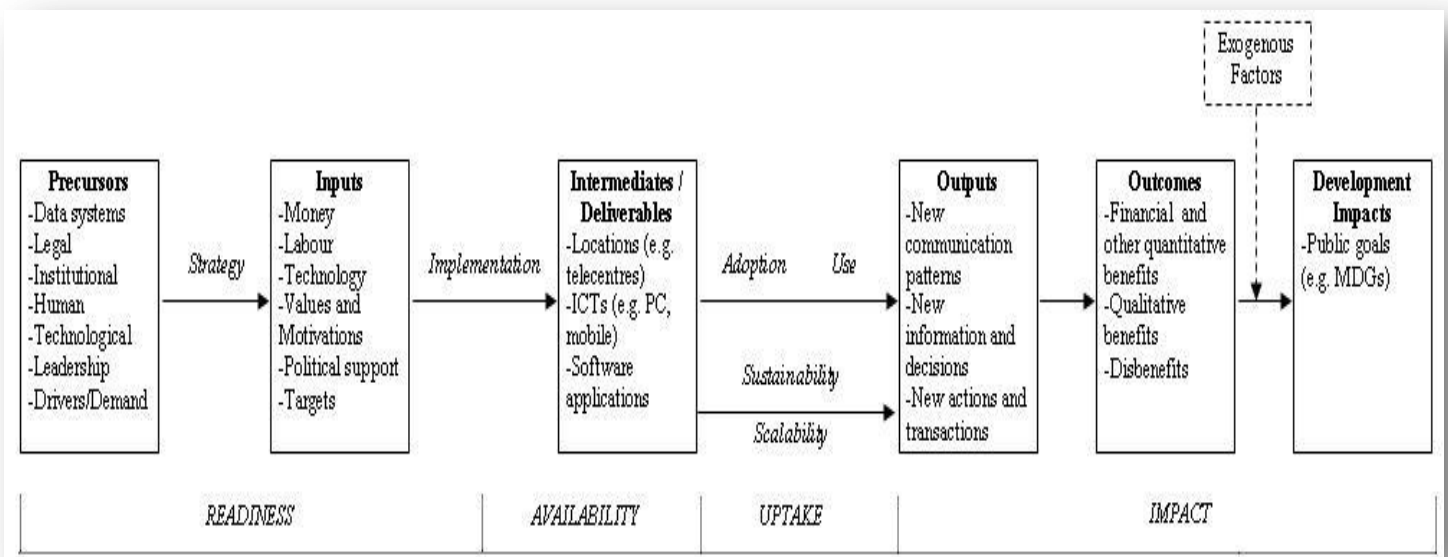 Exogenous
Factors
Precursors
-Data systems
-Legal
-Institutional
-Human
-Technological
-Leadership
-Drivers/Demand
Strategy
Inputs
-Money
-Labour
-Technology
-Values and
Motivations
-Political support
-Targets
Implementation
Intermediates /
Deliverables
-Locations (e.g.
telecentres)
-ICTs (e.g. PC,
mobile)
-Software
applications
Adoption Use
Sustainability
Scalability
Outputs
-New
communication
patterns
-New
information and
decisions
-New actions and
transactions
Outcomes
-Financial and
other quantitative
benefits
-Qualitative
benefits
-Disbenefits
Development
Impacts
-Public goals
(e.g. MDGs)
READINESS
AVAILABILITY
UPTAKE
IMPACT